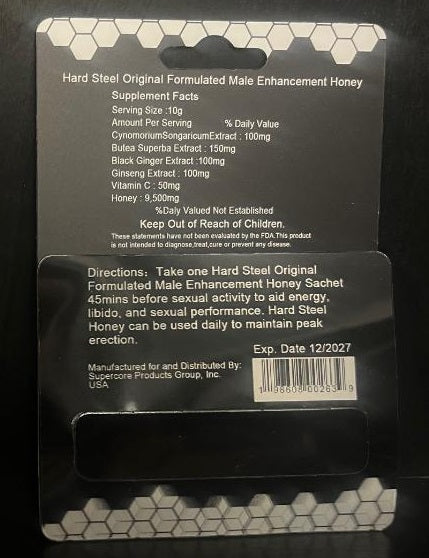 Hard Steel Original Formulated Male Enhancement Honey
Supplement Facts
Serving Size :10g
Amount Per Serving % Daily Value
CynomoriumSongaricumExtract : 100mg
Butea Superba Extract : 150mg
Black Ginger Extract :100mg
Ginseng Extract : 100mg
Vitamin C : 50mg
Honey : 9,500mg
%Daly Valued Not Established
Keep Out of Reach of Children.
These statements have not been evaluated by the FDA.This product
is not intended to diagnose,treat,cure or prevent any disease.
Directions: Take one Hard Steel Original
Formulated Male Enhancement Honey Sachet
45mins before sexual activity to aid energy,
libido, and sexual performance. Hard Steel
Honey can be used daily to maintain peak
erection.
Exp. Date 12/2027
Manufactured for and Distributed By:
Supercore Products Group, Inc.
USA
1 98608 00263 9